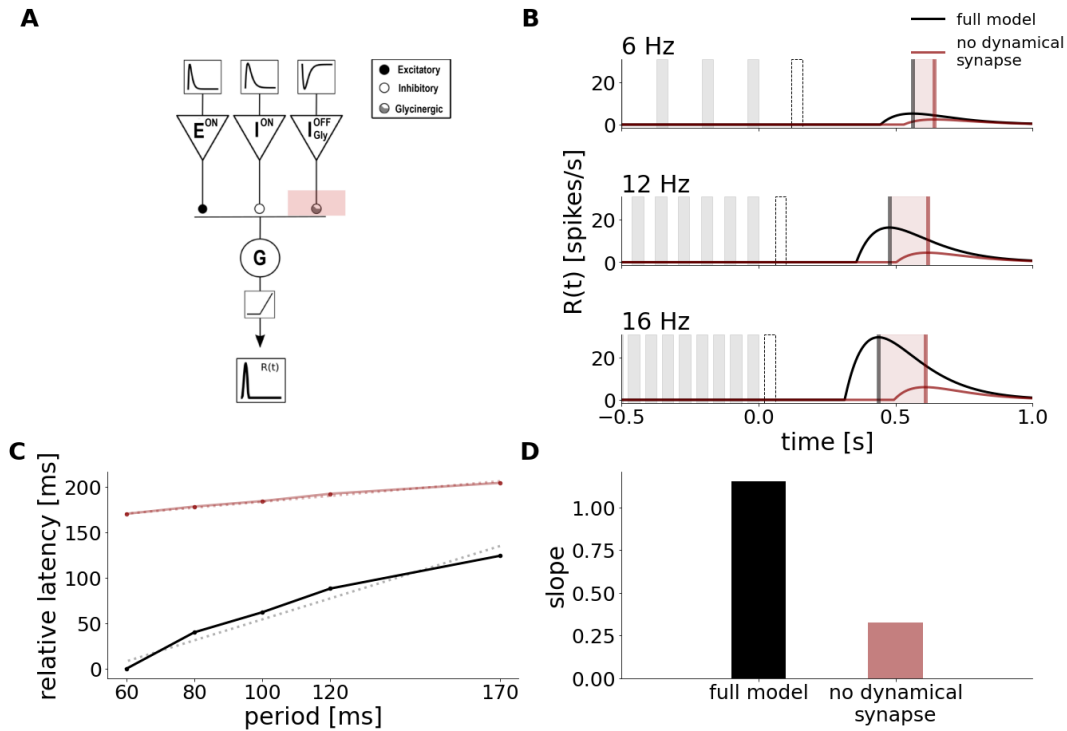 A
E ON
I ON
I OFF Gly
Excitatory
Inhibitory
Glycinergic
G
R(t)
B
full model
no dynamical
synapse
6 Hz
20
0
12 Hz
20
0
16 Hz
20
0
R(t) [spikes/s]
−0.5 0.0 0.5 1.0
time [s]
C
relative latency [ms]
200
150
100
50
0
60 80 100 120 170
period [ms]
D
slope
1.00
0.75
0.50
0.25
0.00
full model no dynamical
synapse